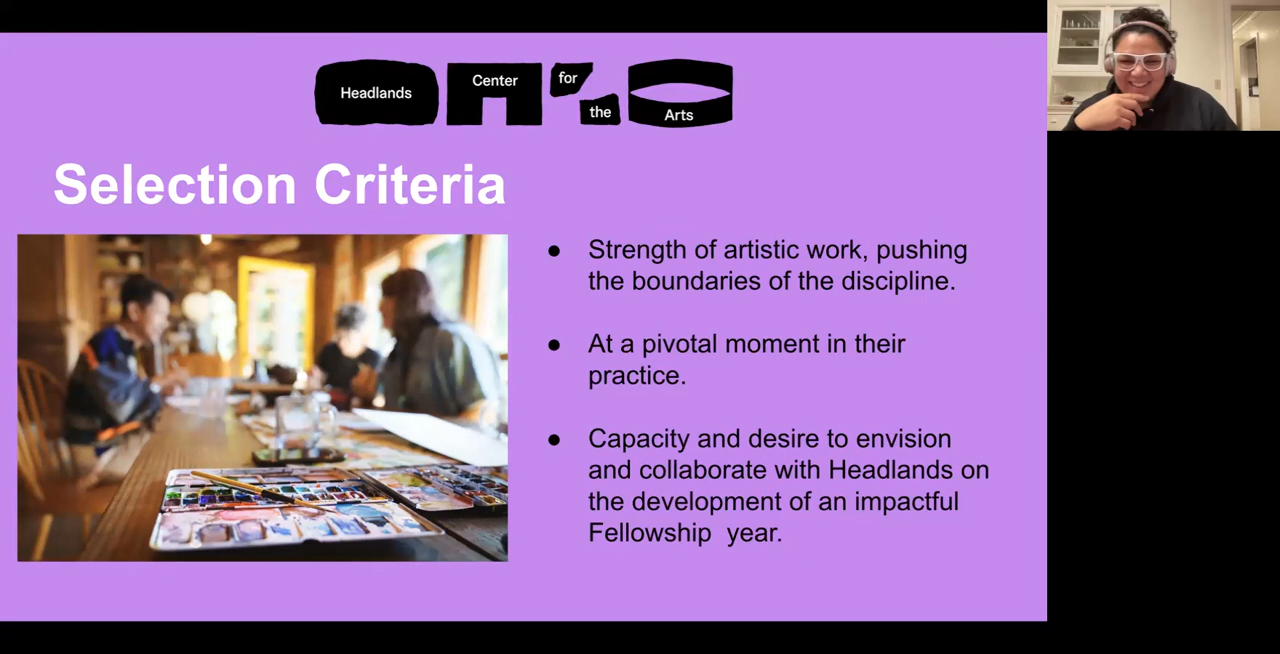 Headlands
Center
for
the
Arts
Selection Criteria
● Strength of artistic work, pushing
the boundaries of the discipline.
● At a pivotal moment in their
practice.
● Capacity and desire to envision
and collaborate with Headlands on
the development of an impactful
Fellowship  year.